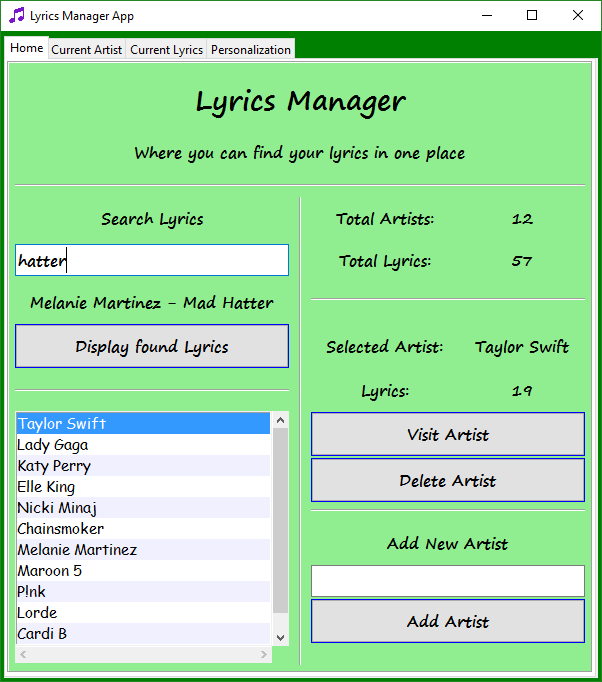 Lyrics Manager App
Home Current Artist Current Lyrics Personalization
Lyrics Manager
Where you can find your lyrics in one place
Search Lyrics
hatter
Melanie Martinez - Mad Hatter
Display found Lyrics
Taylor Swift
Lady Gaga
Katy Perry
Elle King
Nicki Minaj
Chainsmoker
Melanie Martinez
Maroon 5
P!nk
Lorde
Cardi B
Total Artists: 12
Total Lyrics: 57
Selected Artist: Taylor Swift
Lyrics: 19
Visit Artist
Delete Artist
Add New Artist
Add Artist